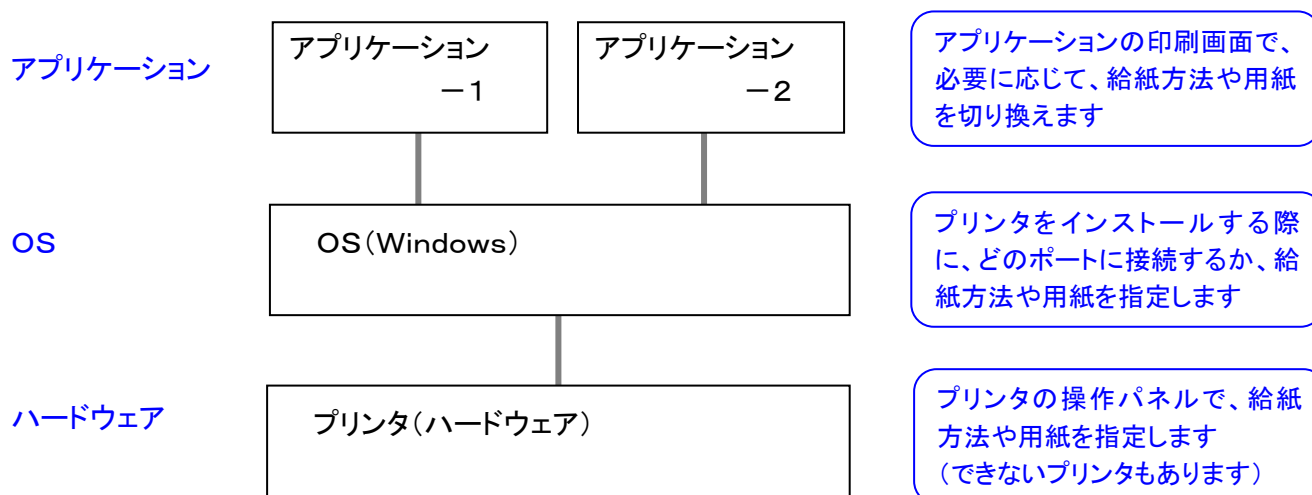 アプリケーション
アプリケーション
－1
アプリケーション
－2
アプリケーションの印刷画面で、
必要に応じて、給紙方法や用紙
を切り換えます
OS
OS(Windows)
プリンタをインストールする際
に、どのポートに接続するか、給
紙方法や用紙を指定します
ハードウェア
プリンタ(ハードウェア)
プリンタの操作パネルで、給紙
方法や用紙を指定します
(できないプリンタもあります)